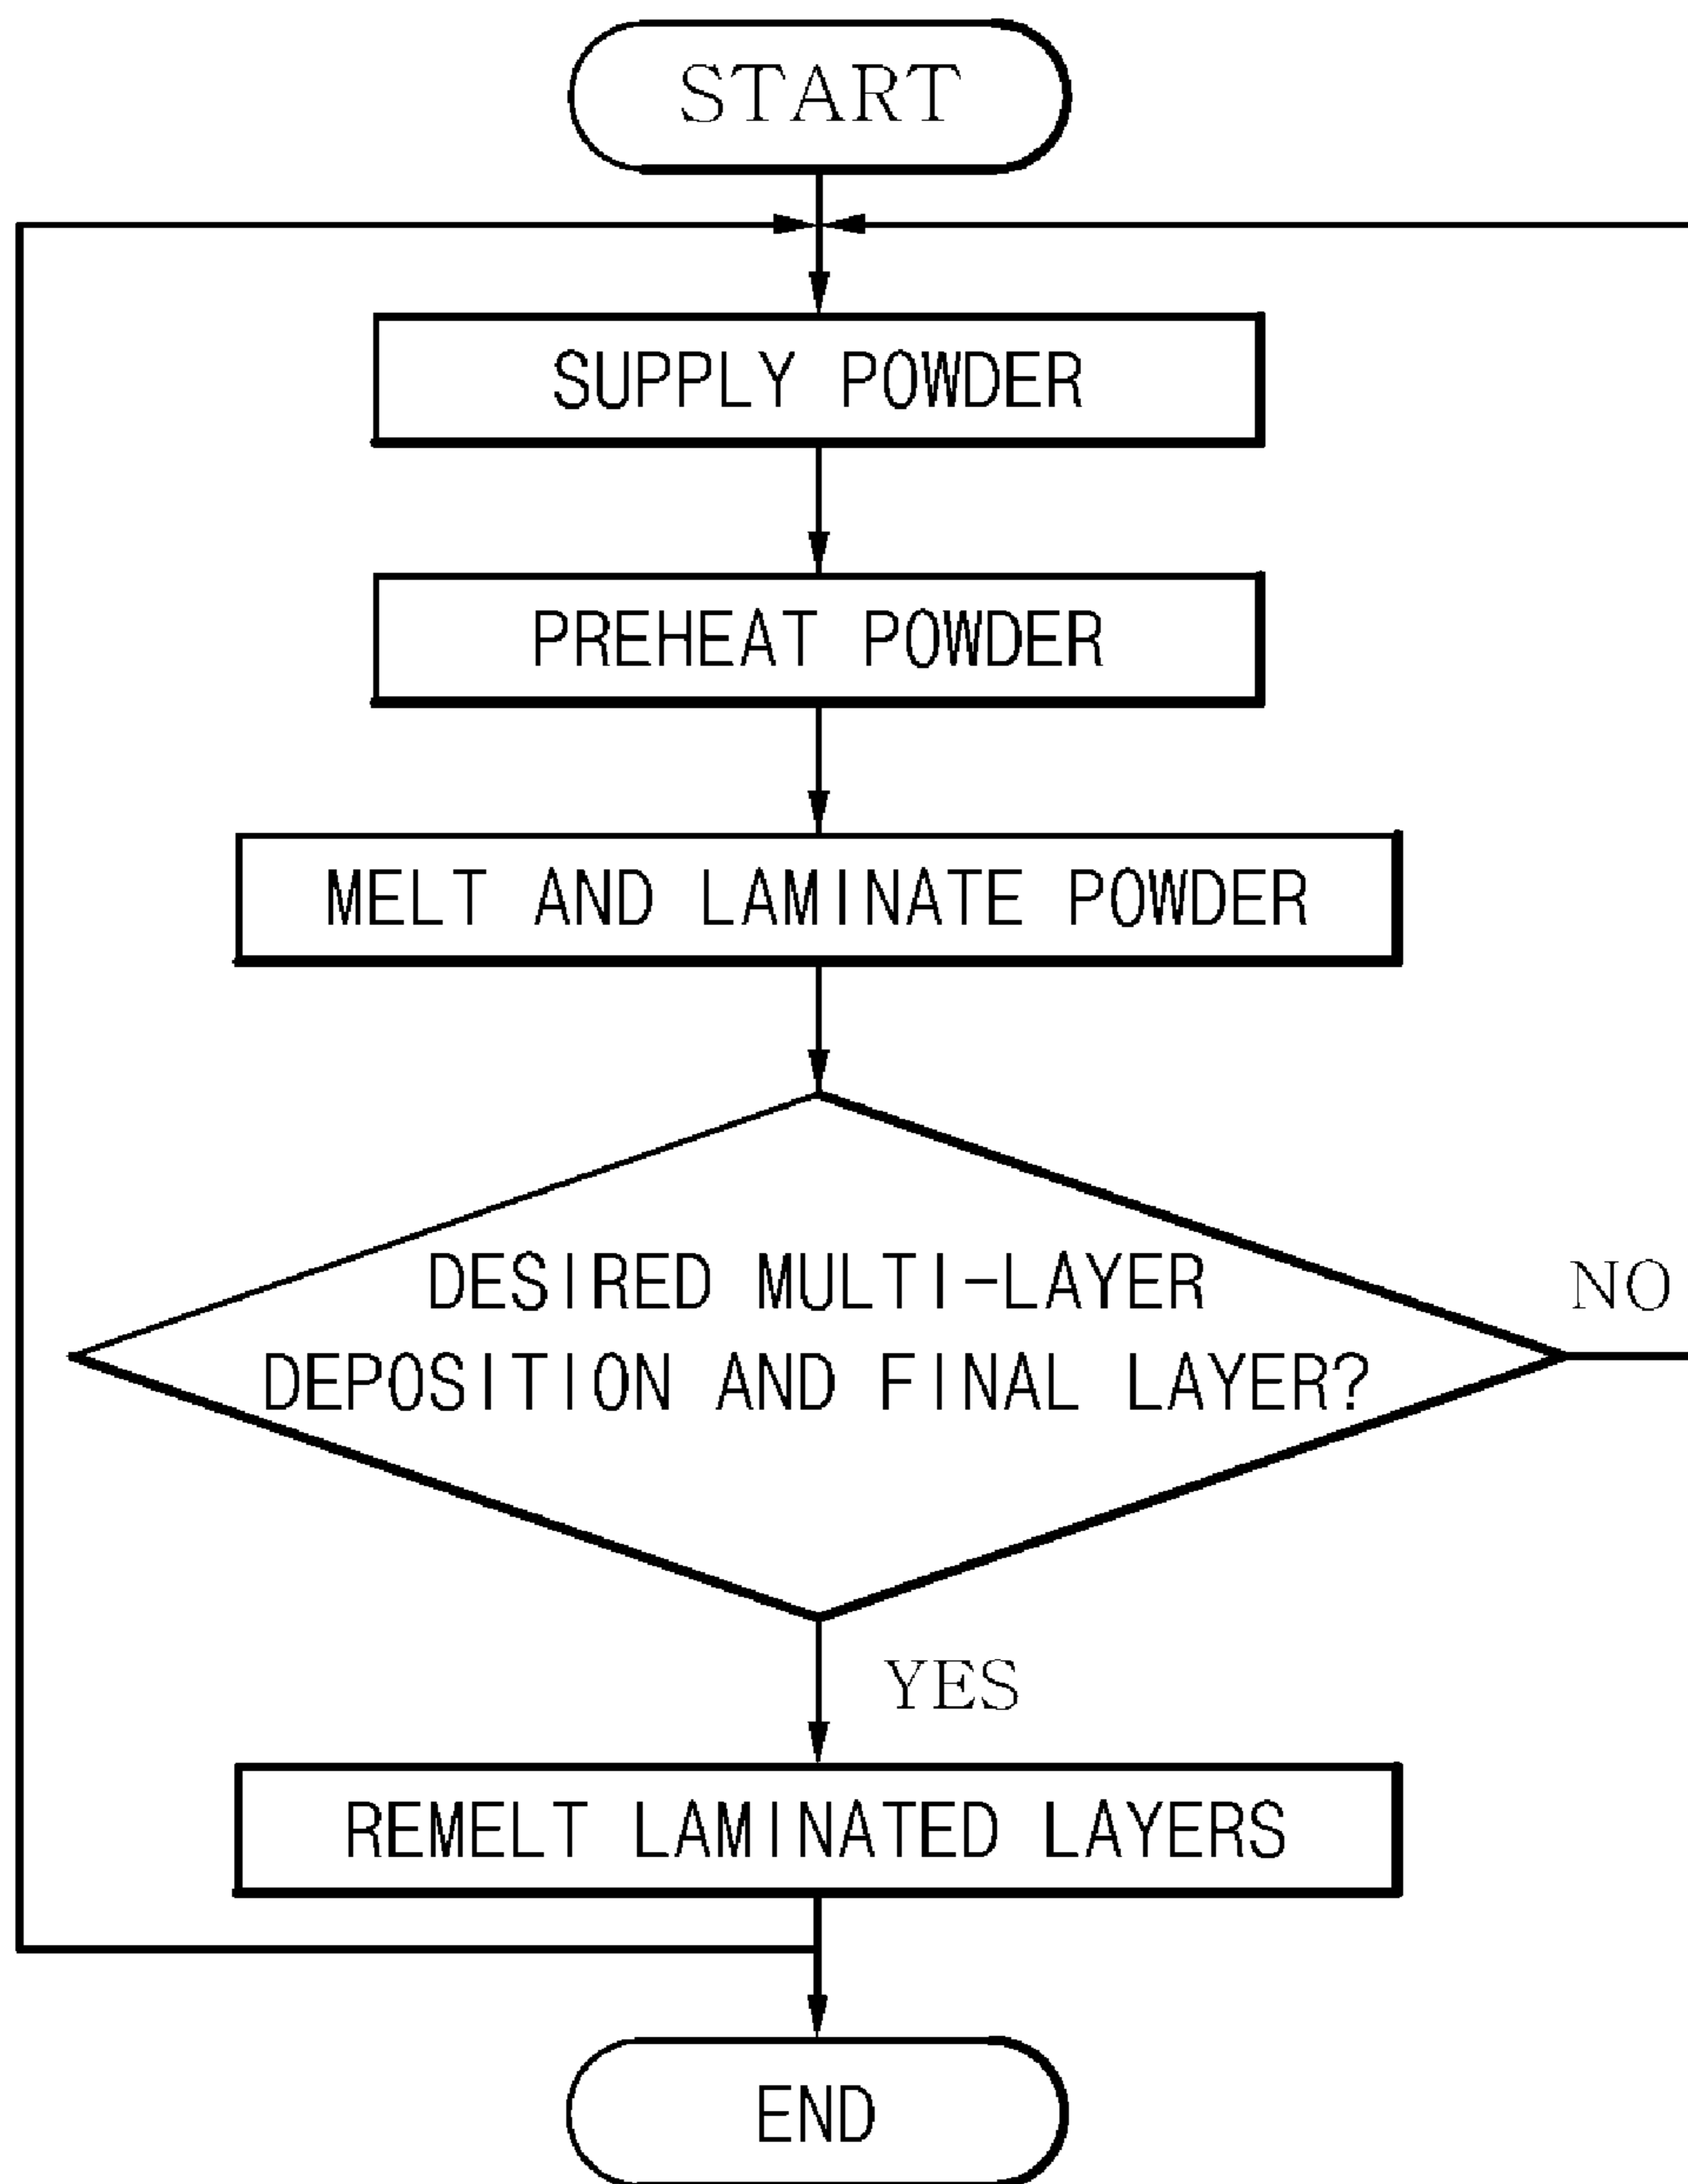 START
SUPPLY POWDER
PREHEAT POWDER
MELT AND LAMINATE POWDER
DESIRED MULTI-LAYER
DEPOSITION AND FINAL LAYER?
NO
YES
REMELT LAMINATED LAYERS
END